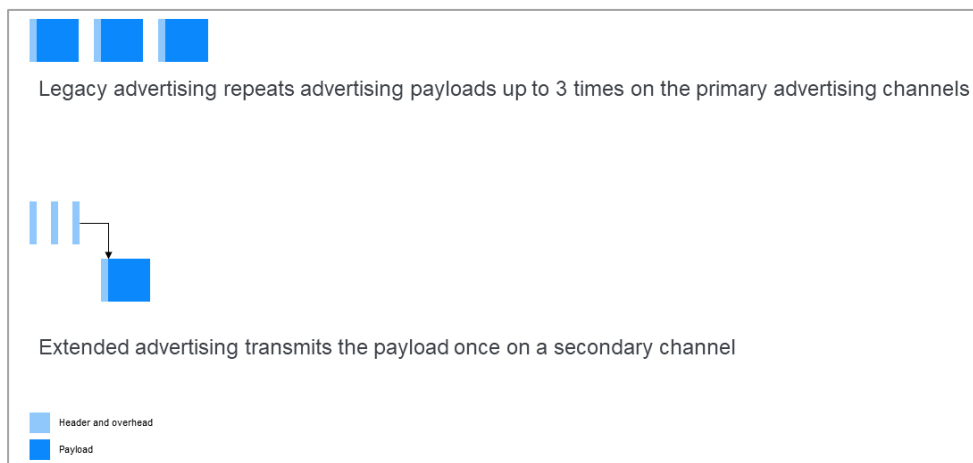 Legacy advertising repeats advertising payloads up to 3 times on the primary advertising channels
Extended advertising transmits the payload once on a secondary channel
Header and overhead
Payload